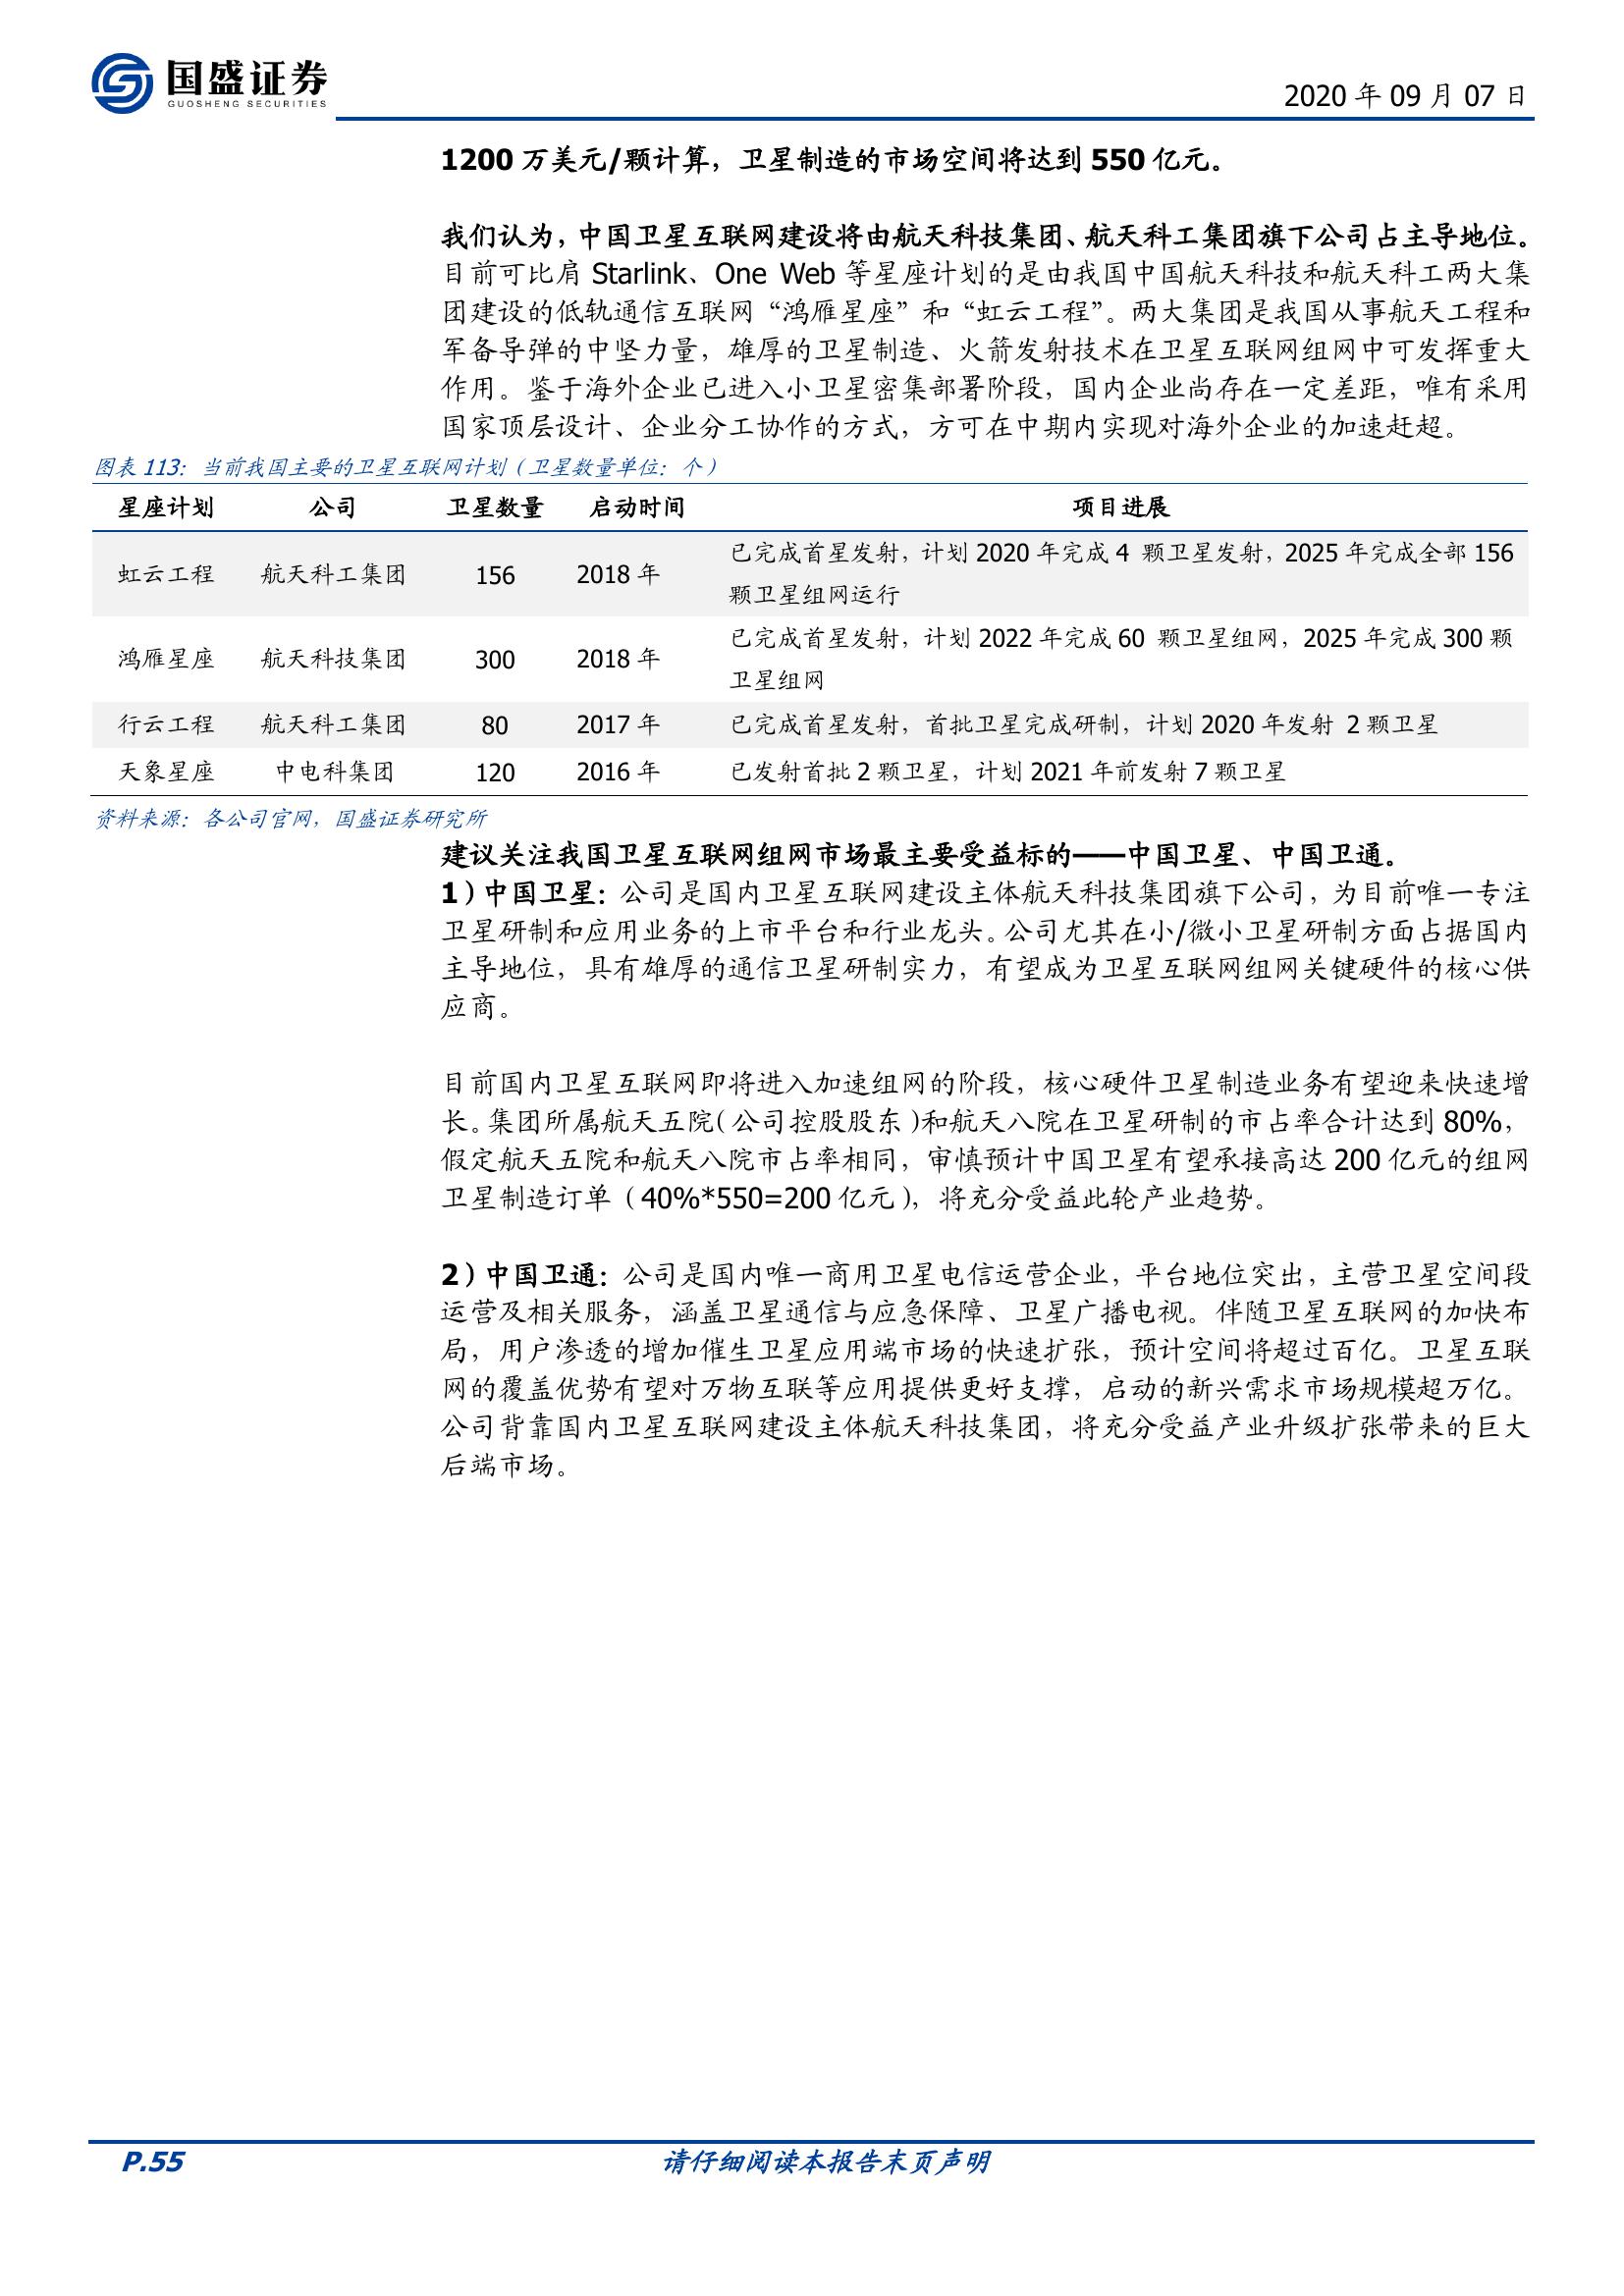 国盛证券
GUOSHENG SECURITIES
2020 年 09 月 07 日
1200 万美元/颗计算，卫星制造的市场空间将达到 550 亿元。
我们认为，中国卫星互联网建设将由航天科技集团、航天科工集团旗下公司占主导地位。
目前可比肩 Starlink、One Web 等星座计划的是由我国中国航天科技和航天科工两大集
团建设的低轨通信互联网“鸿雁星座”和“虹云工程”。两大集团是我国从事航天工程和
军备导弹的中坚力量，雄厚的卫星制造、火箭发射技术在卫星互联网组网中可发挥重大
作用。鉴于海外企业已进入小卫星密集部署阶段，国内企业尚存在一定差距，唯有采用
国家顶层设计、企业分工协作的方式，方可在中期内实现对海外企业的加速赶超。
图表 113：当前我国主要的卫星互联网计划（卫星数量单位：个）
星座计划 公司 卫星数量 启动时间 项目进展
虹云工程 航天科工集团 156 2018 年 已完成首星发射，计划 2020 年完成 4 颗卫星发射，2025 年完成全部 156
颗卫星组网运行
鸿雁星座 航天科技集团 300 2018 年 已完成首星发射，计划 2022 年完成 60 颗卫星组网，2025 年完成 300 颗
卫星组网
行云工程 航天科工集团 80 2017 年 已完成首星发射，首批卫星完成研制，计划 2020 年发射 2 颗卫星
天象星座 中电科集团 120 2016 年 已发射首批 2 颗卫星，计划 2021 年前发射 7 颗卫星
资料来源：各公司官网，国盛证券研究所
建议关注我国卫星互联网组网市场最主要受益标的——中国卫星、中国卫通。
1）中国卫星：公司是国内卫星互联网建设主体航天科技集团旗下公司，为目前唯一专注
卫星研制和应用业务的上市平台和行业龙头。公司尤其在小/微小卫星研制方面占据国内
主导地位，具有雄厚的通信卫星研制实力，有望成为卫星互联网组网关键硬件的核心供
应商。
目前国内卫星互联网即将进入加速组网的阶段，核心硬件卫星制造业务有望迎来快速增
长。集团所属航天五院（公司控股股东）和航天八院在卫星研制的市占率合计达到 80%，
假定航天五院和航天八院市占率相同，审慎预计中国卫星有望承接高达 200 亿元的组网
卫星制造订单（40%*550=200 亿元），将充分受益此轮产业趋势。
2）中国卫通：公司是国内唯一商用卫星电信运营企业，平台地位突出，主营卫星空间段
运营及相关服务，涵盖卫星通信与应急保障、卫星广播电视。伴随卫星互联网的加快布
局，用户渗透的增加催生卫星应用端市场的快速扩张，预计空间将超过百亿。卫星互联
网的覆盖优势有望对万物互联等应用提供更好支撑，启动的新兴需求市场规模超万亿。
公司背靠国内卫星互联网建设主体航天科技集团，将充分受益产业升级扩张带来的巨大
后端市场。
P.55 请仔细阅读本报告末页声明